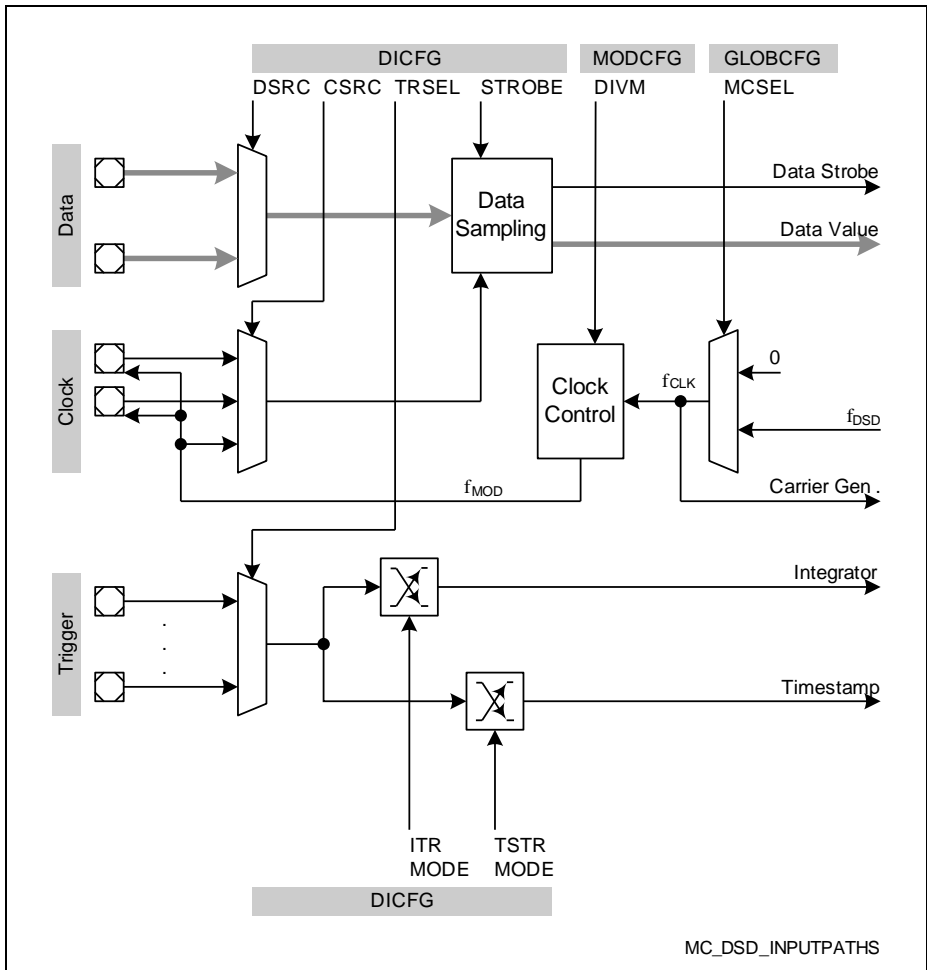 DICFG
MODCFG
GLOBCFG
DSRC CSRC TRSEL STROBE
DIVM
MCSEL
Data
Data
Sampling
Data Strobe
Data Value
Clock
Clock
Control
fCLK
0
fDSD
fMOD
Carrier Gen .
Trigger
.
.
.
Integrator
Timestamp
ITR
MODE
TSTR
MODE
DICFG
MC_DSD_INPUTPATHS